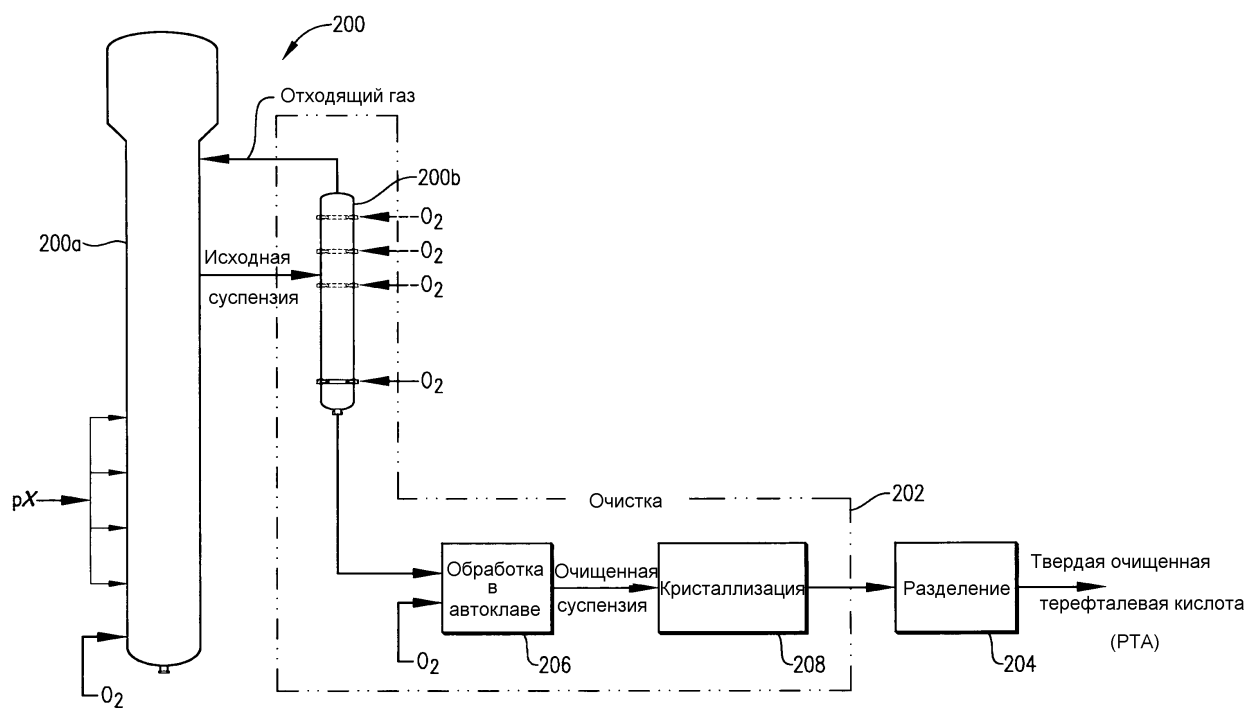 200
Отходящий газ
200b
O2
O2
O2
O2
200a
Исходная
суспензия
pX
O2
Очистка
202
Обработка
в
автоклаве
Очищенная
суспензия
Кристаллизация
Разделение
Твердая очищенная
терефталевая кислота
(PTA)
O2
206
208
204